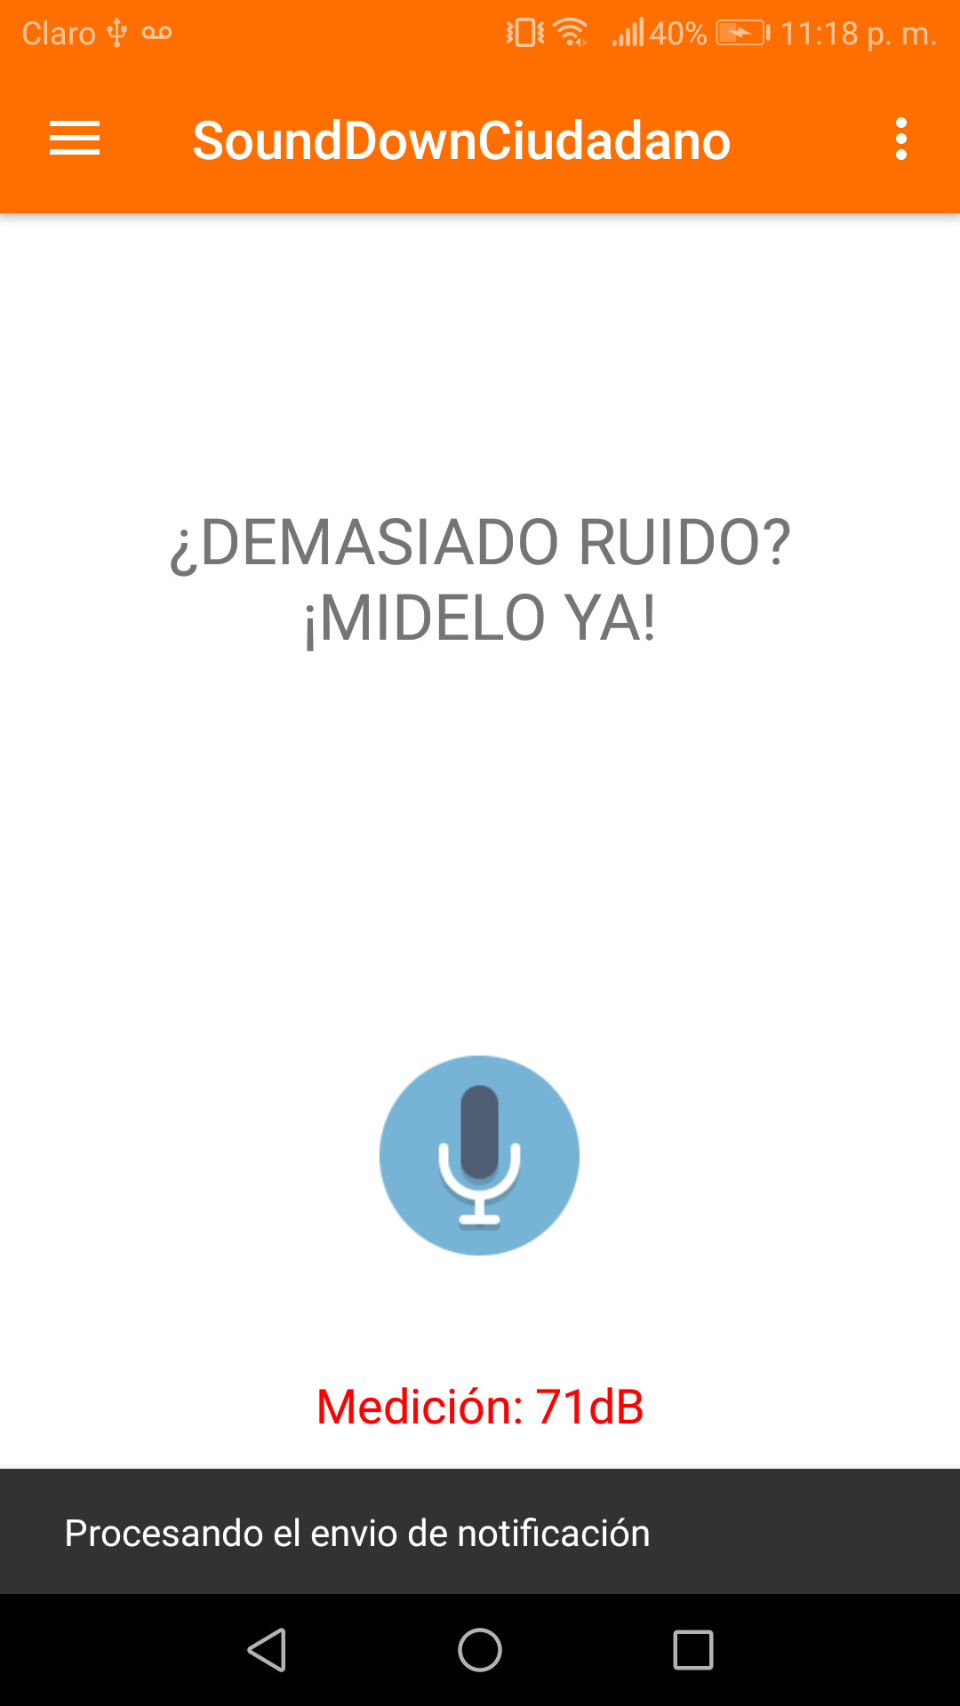 Claro 40% 11:18 p. m.
SoundDownCiudadano
¿DEMASIADO RUIDO?
¡MIDELO YA!
Medición: 71dB
Procesando el envio de notificación